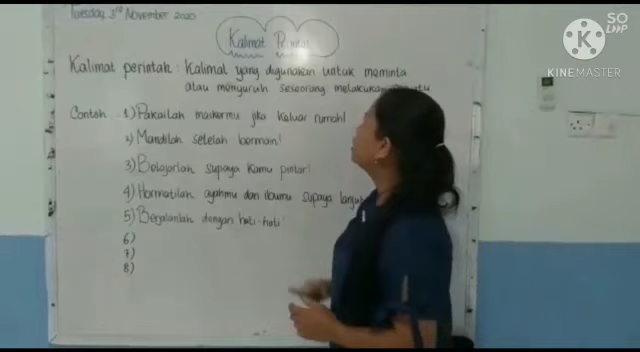 Tuesday, 3rd November 2020
Kalimat Perintah
Kalimat perintah : Kalimat yang digunakan untuk meminta
atau menyuruh seseorang melakukan
Contoh 1) Pakailah maskermu jika keluar rumah!
2) Mandilah setelah bermain!
3) Belajarlah supaya kamu pintar!
4) Hormatilah ayahmu dan ibumu supaya
5) Berjalanlah dengan hati-hati!
6)
7)
8)
KINEMASTER